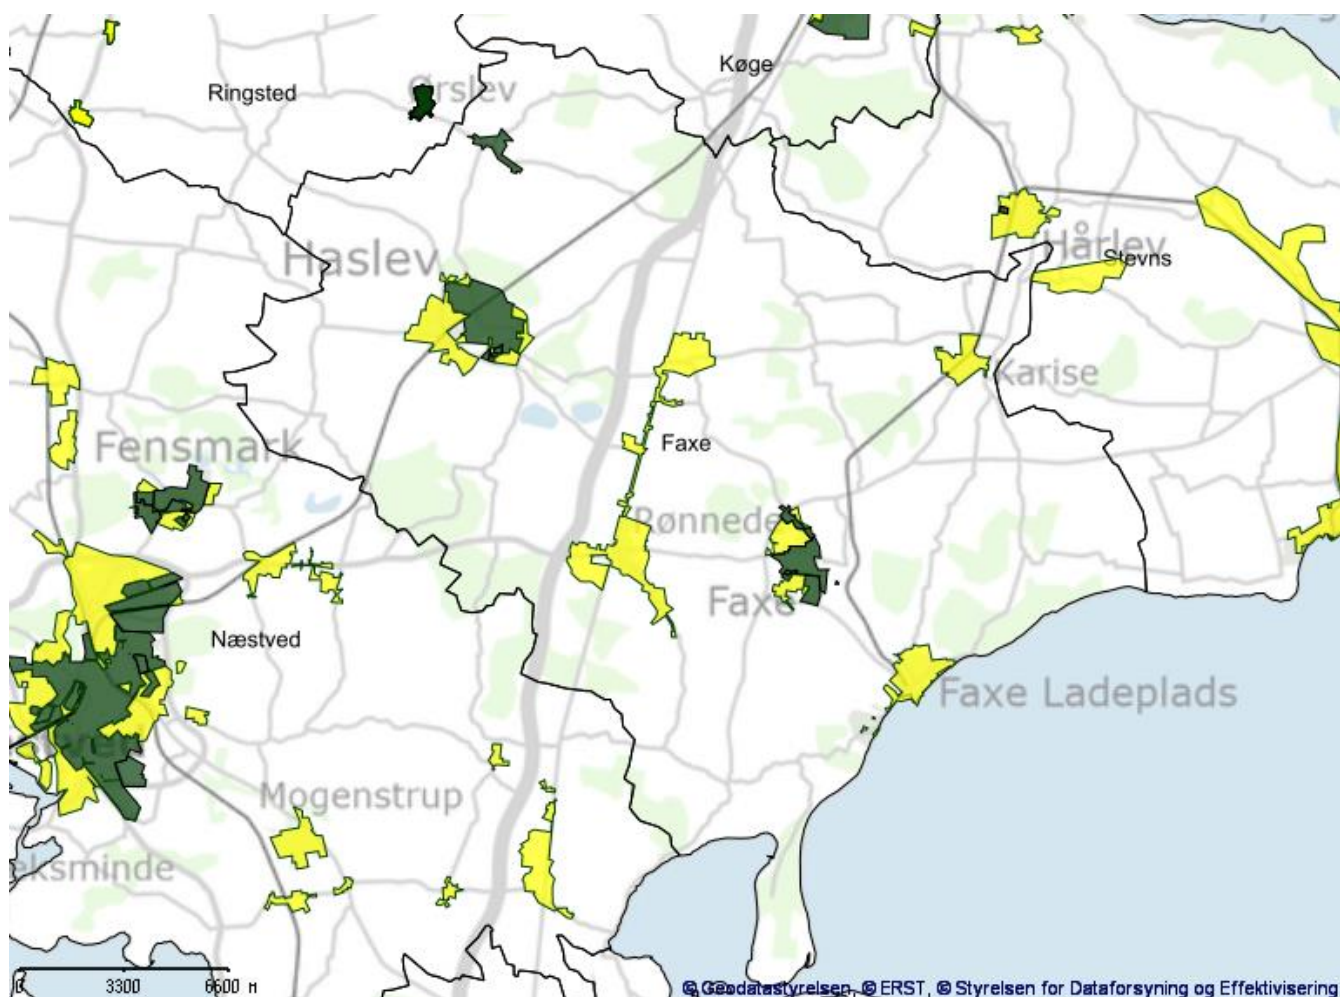 Køge
Ringsted
Ørslev
Haslev
Hårlev
Stevns
Karise
Faxe
Fensmark
Rønnede
Faxe
Næstved
Faxe Ladeplads
Mogenstrup
eksminde
0 3300 6600 M
© Geodatastyrelsen, © ERST, © Styrelsen for Dataforsyning og Effektivisering